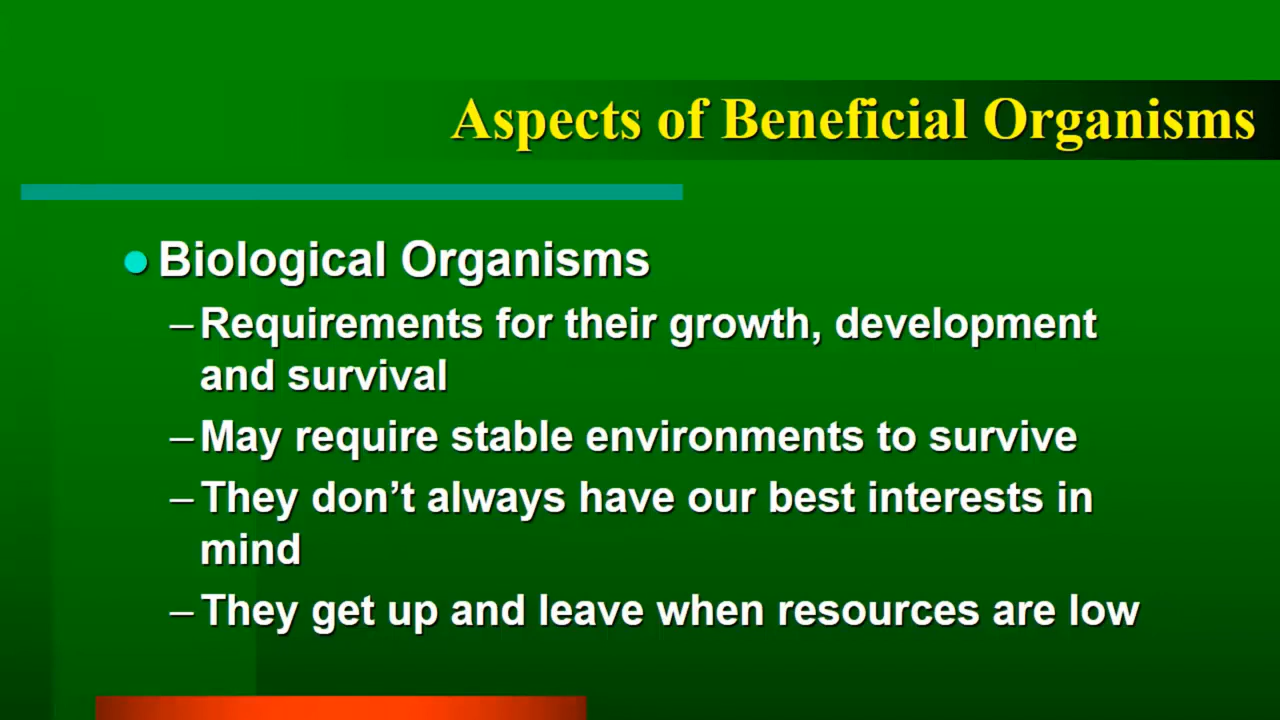 Aspects of Beneficial Organisms
Biological Organisms
–Requirements for their growth, development
and survival
–May require stable environments to survive
–They don’t always have our best interests in
mind
–They get up and leave when resources are low